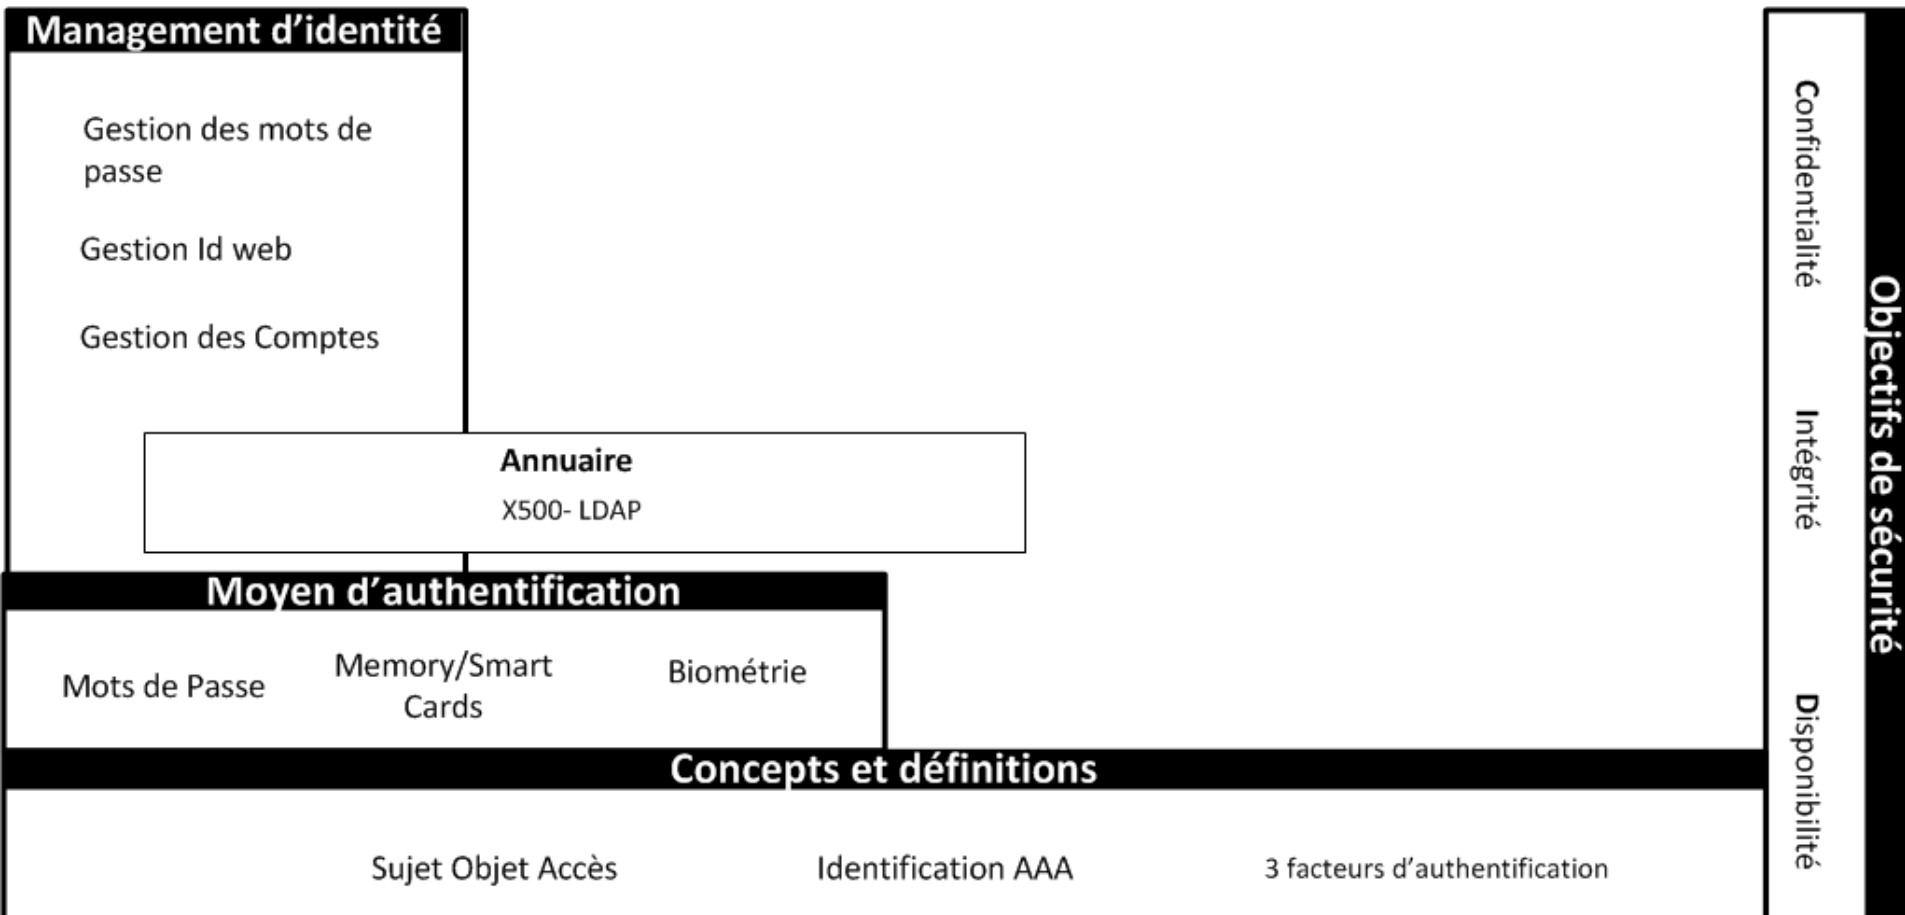 Management d’identité
Gestion des mots de
passe
Gestion Id web
Gestion des Comptes
Annuaire
X500- LDAP
Moyen d’authentification
Mots de Passe
Memory/Smart
Cards
Biométrie
Concepts et définitions
Sujet Objet Accès
Identification AAA
3 facteurs d’authentification
Confidentialité
Intégrité
Disponibilité
Objectifs de sécurité